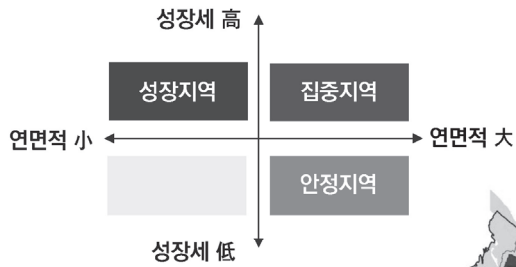 성장세 高
성장지역
집중지역
연면적 小
연면적 大
안정지역
성장세 低